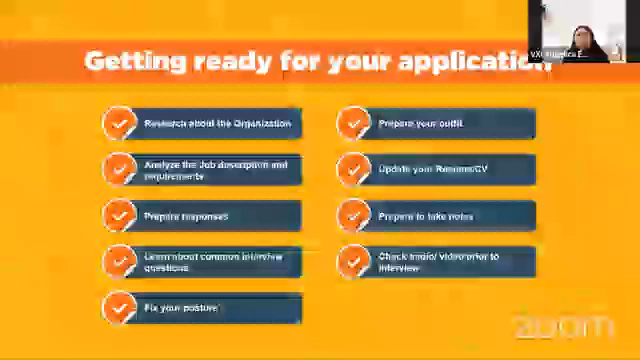 Getting ready for your application
Research about the Organization
Analyze the Job description and
requirements
Prepare responses
Learn about common interview
questions
Fix your posture
Prepare your outfit
Update your Resume/CV
Prepare to take notes
Check audio/ video prior to
interview
zoom